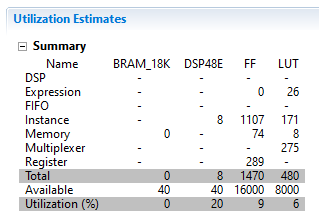 Utilization Estimates
Summary
Name BRAM_18K DSP48E FF LUT
DSP - - - -
Expression - - 0 26
FIFO - - - -
Instance - 8 1107 171
Memory 0 - 74 8
Multiplexer - - - 275
Register - - 289 -
Total 0 8 1470 480
Available 40 40 16000 8000
Utilization (%) 0 20 9 6